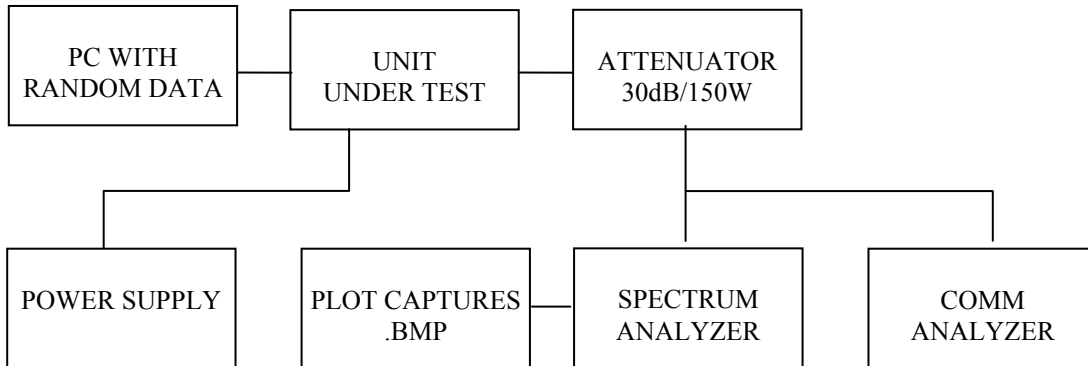 PC WITH
RANDOM DATA
UNIT
UNDER TEST
ATTENUATOR
30dB/150W
POWER SUPPLY
PLOT CAPTURES
.BMP
SPECTRUM
ANALYZER
COMM
ANALYZER